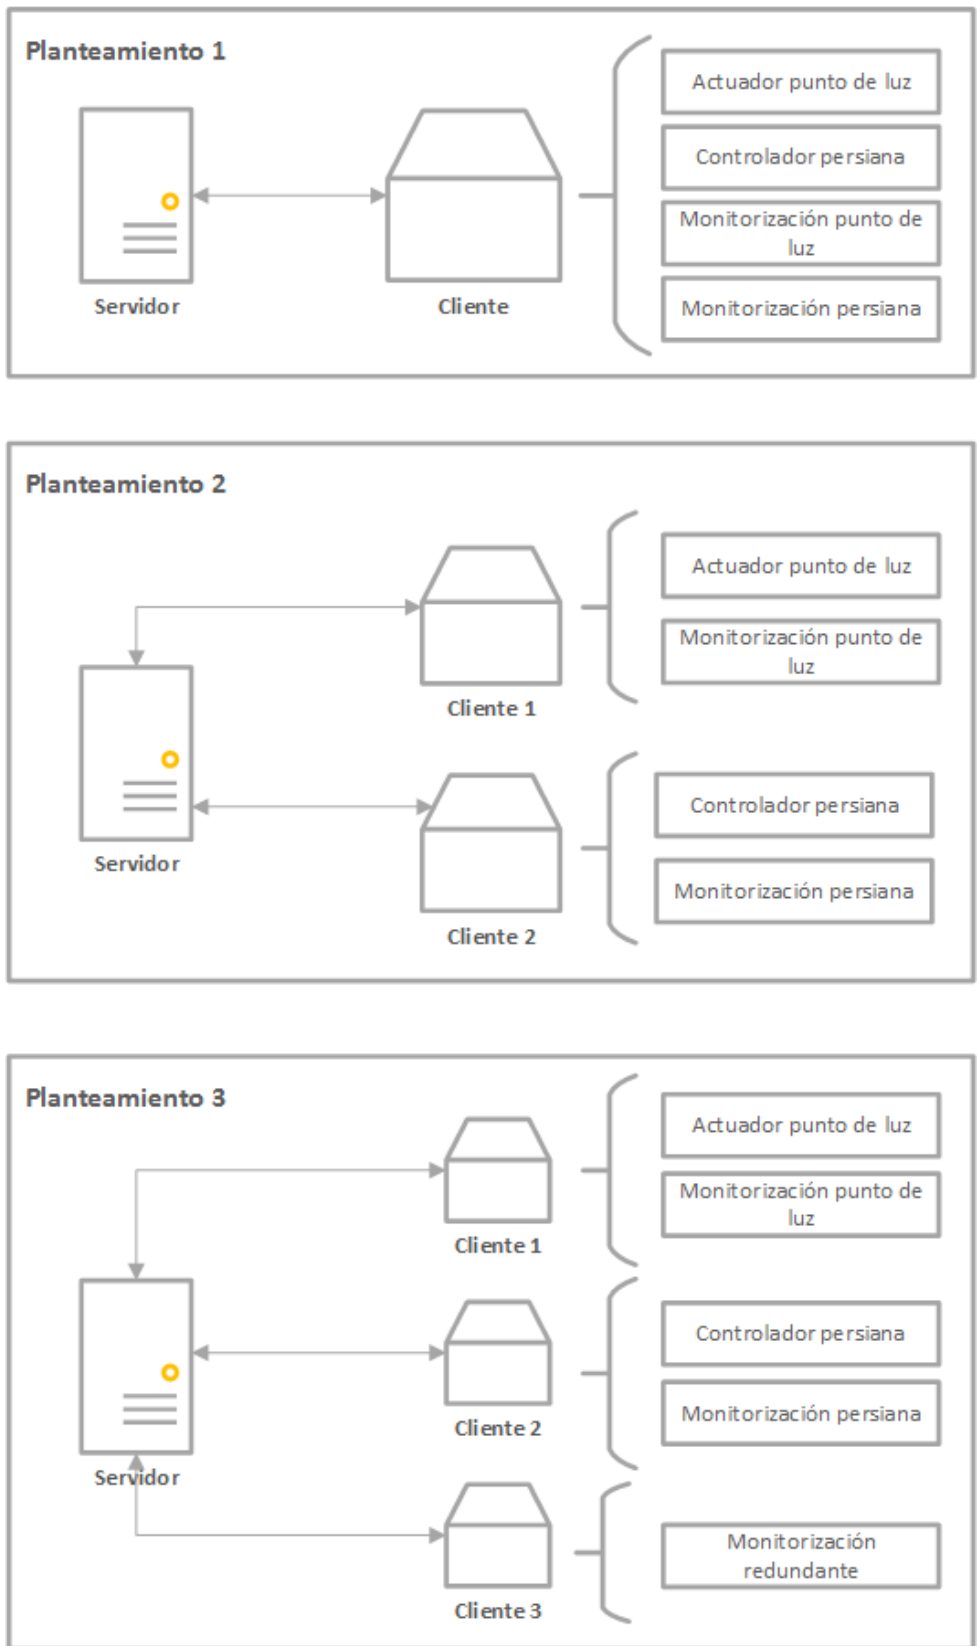 Planteamiento 1
Actuador punto de luz
Controlador persiana
Monitorización punto de
luz
Monitorización persiana
Servidor
Cliente
Planteamiento 2
Actuador punto de luz
Monitorización punto de
luz
Cliente 1
Controlador persiana
Monitorización persiana
Servidor
Cliente 2
Planteamiento 3
Actuador punto de luz
Monitorización punto de
luz
Cliente 1
Controlador persiana
Monitorización persiana
Cliente 2
Servidor
Monitorización
redundante
Cliente 3